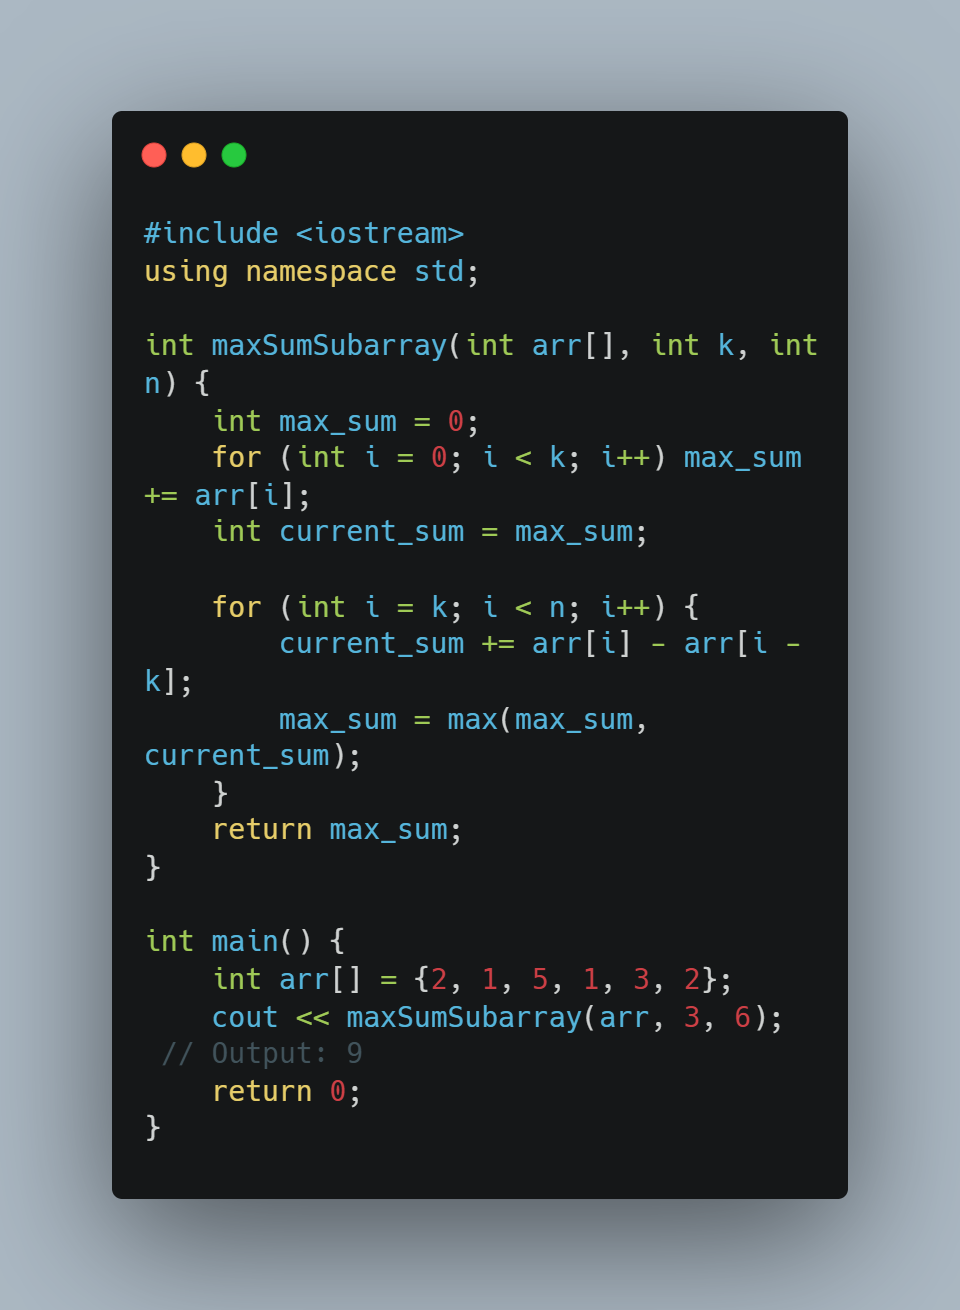 #include <iostream>
using namespace std;

int maxSumSubarray(int arr[], int k, int
n) {
    int max_sum = 0;
    for (int i = 0; i < k; i++) max_sum
+= arr[i];
    int current_sum = max_sum;

    for (int i = k; i < n; i++) {
        current_sum += arr[i] - arr[i -
k];
        max_sum = max(max_sum,
current_sum);
    }
    return max_sum;
}

int main() {
    int arr[] = {2, 1, 5, 1, 3, 2};
    cout << maxSumSubarray(arr, 3, 6);
 // Output: 9
    return 0;
}